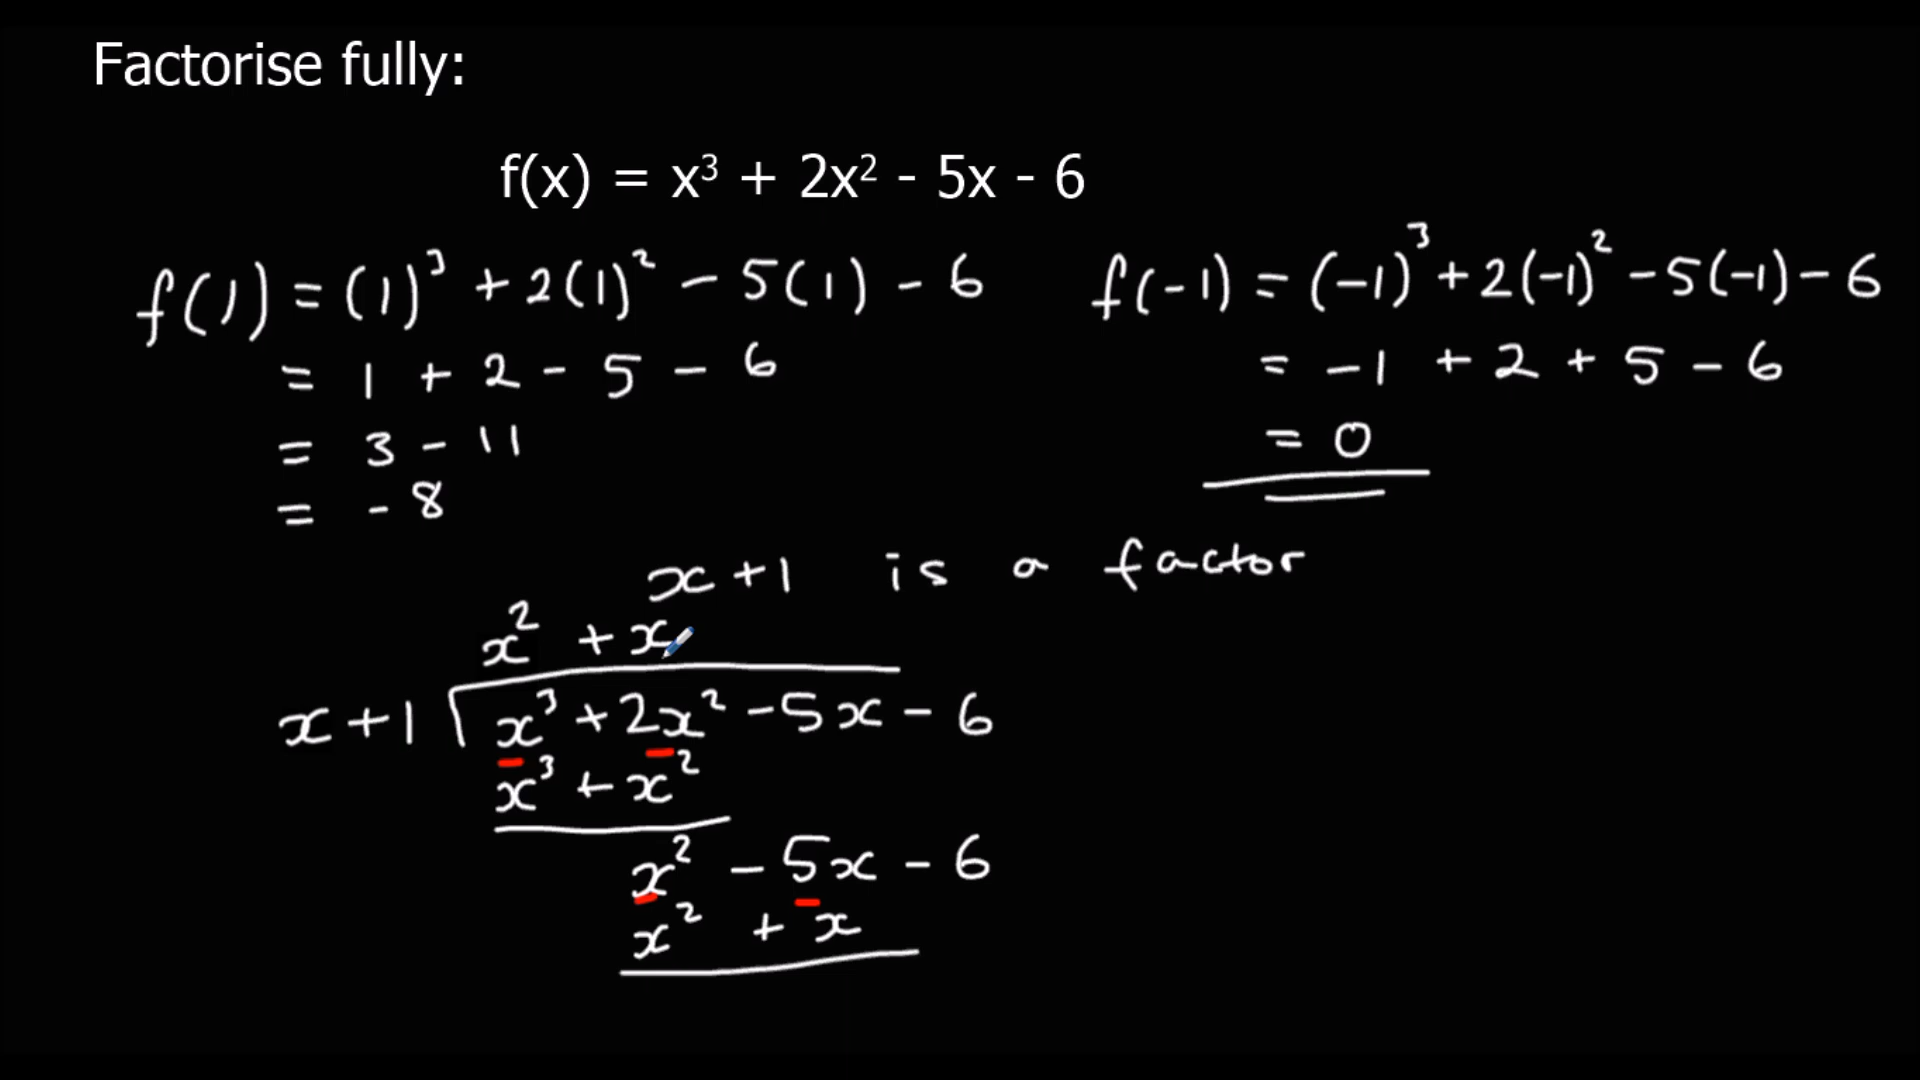 Factorise fully:
f(x) = x³ + 2x² - 5x - 6
f(1) = (1)³ + 2(1)² - 5(1) - 6
= 1 + 2 - 5 - 6
= 3 - 11
= - 8
f(-1) = (-1)³ + 2(-1)² - 5(-1) - 6
= -1 + 2 + 5 - 6
= 0
x + 1 is a factor
x² + x
x + 1 x³ + 2x² - 5x - 6
x³ + x²
x² - 5x - 6
x² + x